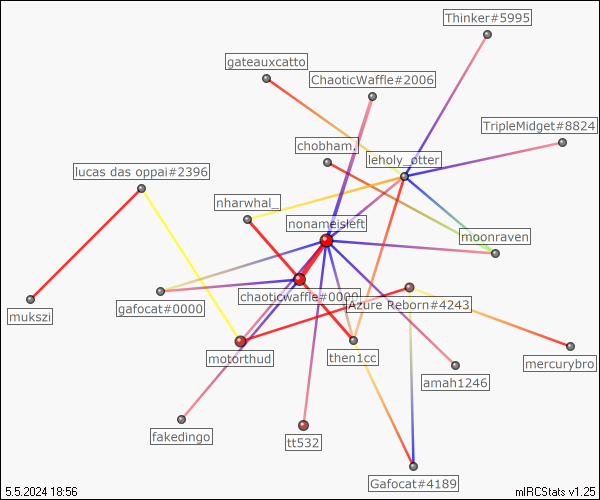 Thinker#5995
gateauxcatto
ChaoticWaffle#2006
TripleMidget#8824
chobham.
leholy_otter
lucas das oppai#2396
nharwhal_
nonameisleft
moonraven
chaoticwaffle#0000
Azure Reborn#4243
gafocat#0000
mukszi
motorthud
then1cc
mercurybro
amah1246
fakedingo
tt532
Gafocat#4189
5.5.2024 18:56
mIRCStats v1.25